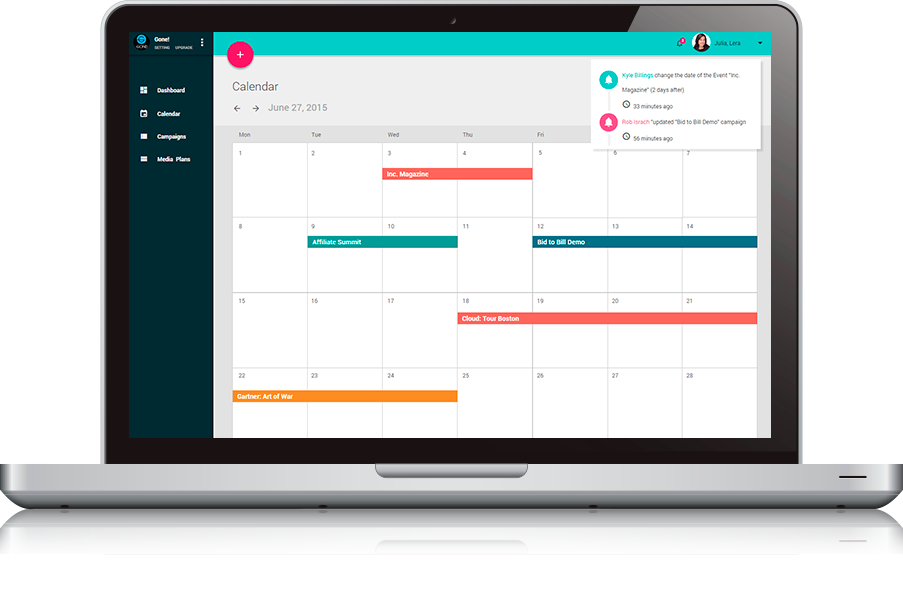 Gone!
SETTING UPGRADE
GONE
Julia, Lera
+
Dashboard
Calendar
Campaigns
Media Plans
Calendar
June 27, 2015
Kyle Billings change the date of the Event "Inc.
Magazine" (2 days after)
33 minutes ago
Rob Israch "updated "Bid to Bill Demo" campaign
56 minutes ago
Mon Tue Wed Thu Fri
1 2 3 4 5 6 7
Inc. Magazine
8 9 10 11 12 13 14
Affiliate Summit Bid to Bill Demo
15 16 17 18 19 20 21
Cloud: Tour Boston
22 23 24 25 26 27 28
Gartner: Art of War